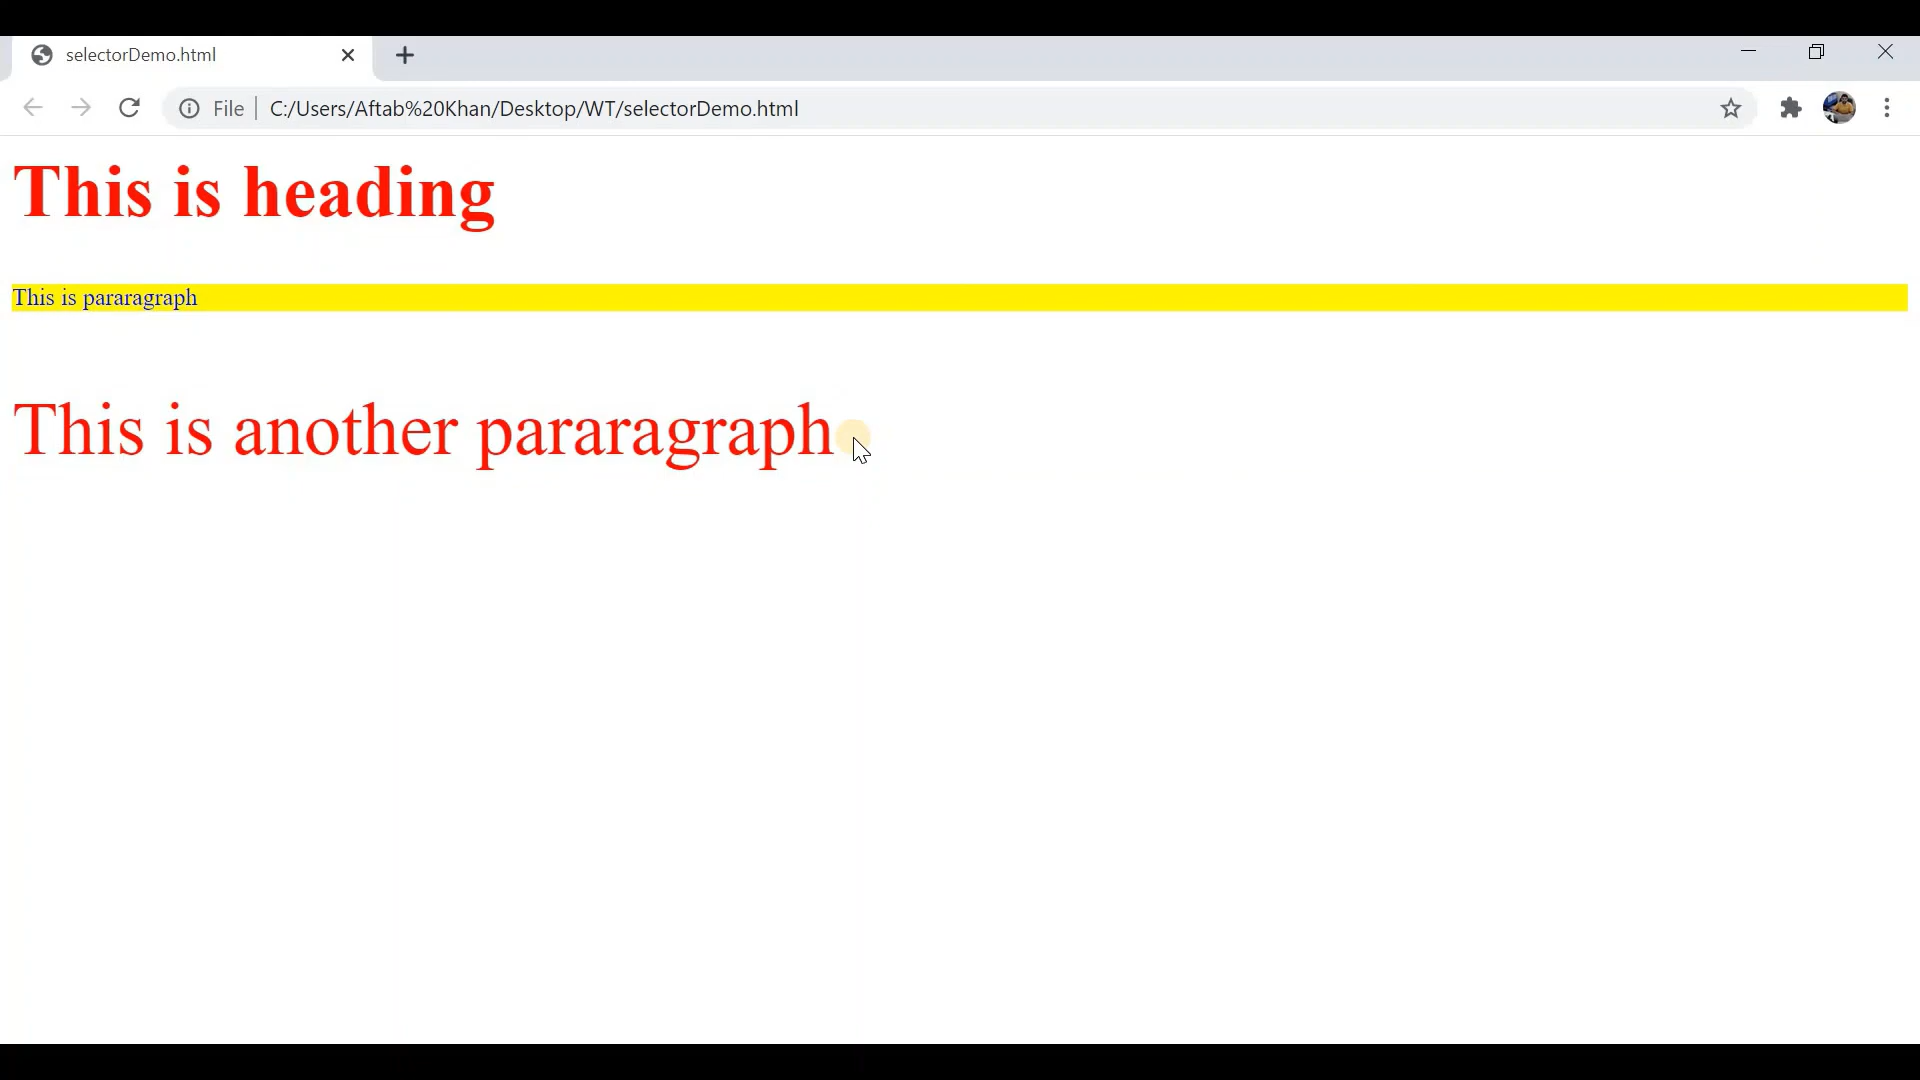 selectorDemo.html
File C:/Users/Aftab%20Khan/Desktop/WT/selectorDemo.html
This is heading
This is pararagraph
This is another pararagraph